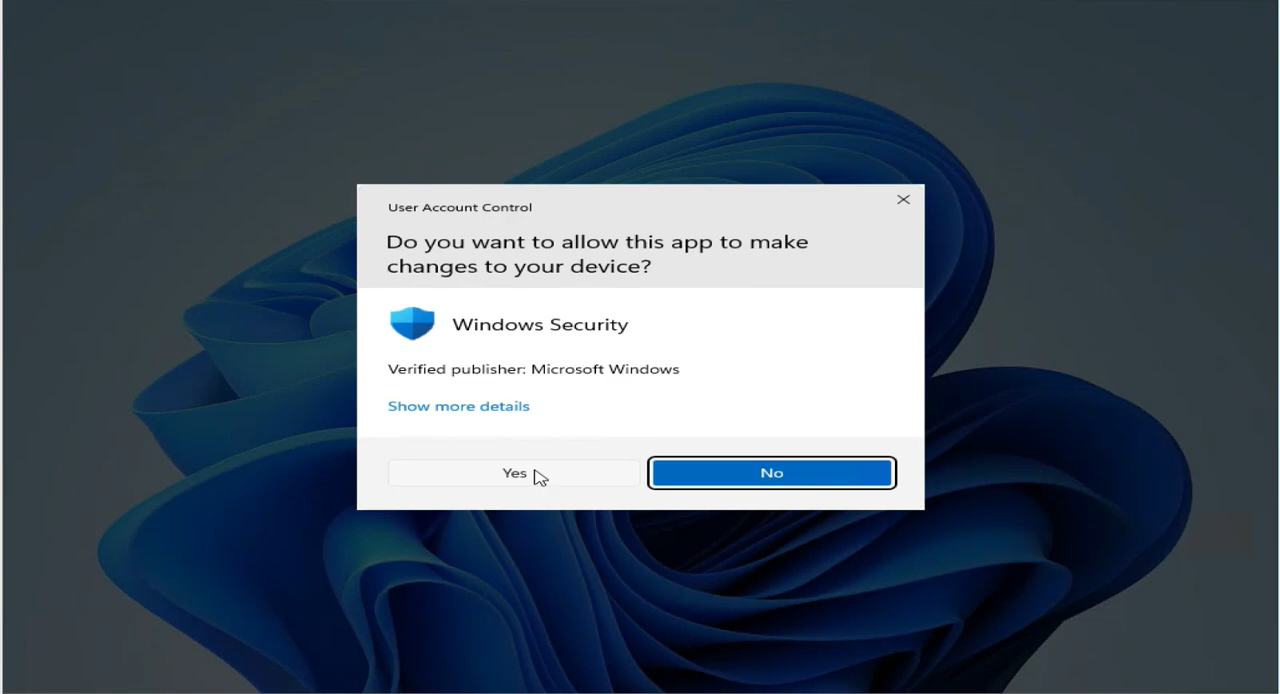 User Account Control
Do you want to allow this app to make
changes to your device?
Windows Security
Verified publisher: Microsoft Windows
Show more details
Yes
No